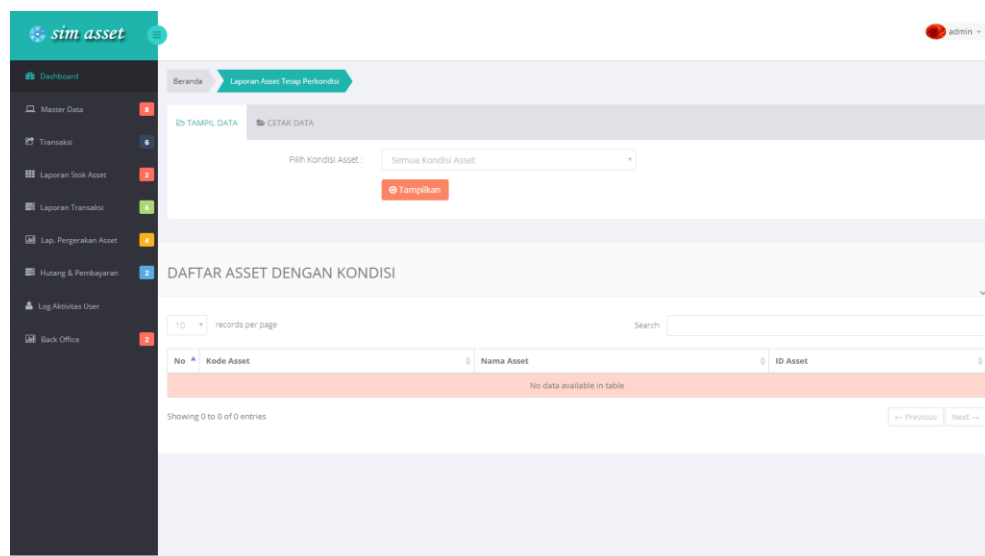 sim asset
admin
Dashboard
Master Data 8
Transaksi 6
Laporan Stok Asset 2
Laporan Transaksi 6
Lap. Pergerakan Asset
Hutang & Pembayaran 2
Log Aktivitas User
Back Office 2
Beranda
Laporan Asset Tetap Perkondisi
TAMPIL DATA
CETAK DATA
Pilih Kondisi Asset :
Semua Kondisi Asset
Tampilkan
DAFTAR ASSET DENGAN KONDISI
10 records per page
Search:
No Kode Asset Nama Asset ID Asset
No data available in table
Showing 0 to 0 of 0 entries
← Previous Next →